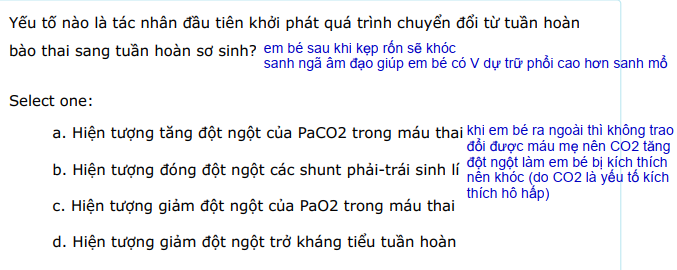 Yếu tố nào là tác nhân đầu tiên khởi phát quá trình chuyển đổi từ tuần hoàn
bào thai sang tuần hoàn sơ sinh? em bé sau khi kẹp rốn sẽ khóc
sanh ngã âm đạo giúp em bé có V dự trữ phổi cao hơn sanh mổ
Select one:
a. Hiện tượng tăng đột ngột của PaCO2 trong máu thai
b. Hiện tượng đóng đột ngột các shunt phải-trái sinh lí
c. Hiện tượng giảm đột ngột của PaO2 trong máu thai
d. Hiện tượng giảm đột ngột trở kháng tiểu tuần hoàn
khi em bé ra ngoài thì không trao
đổi được máu mẹ nên CO2 tăng
đột ngột làm em bé bị kích thích
nên khóc (do CO2 là yếu tố kích
thích hô hấp)